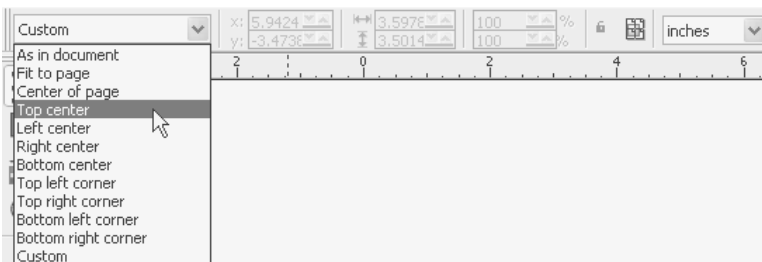 Custom x: 5.9424 3.5978 100 % inches
y: -3.4738 3.5014 100 %
2 0 2 4 6
As in document
Fit to page
Center of page
Top center
Left center
Right center
Bottom center
Top left corner
Top right corner
Bottom left corner
Bottom right corner
Custom